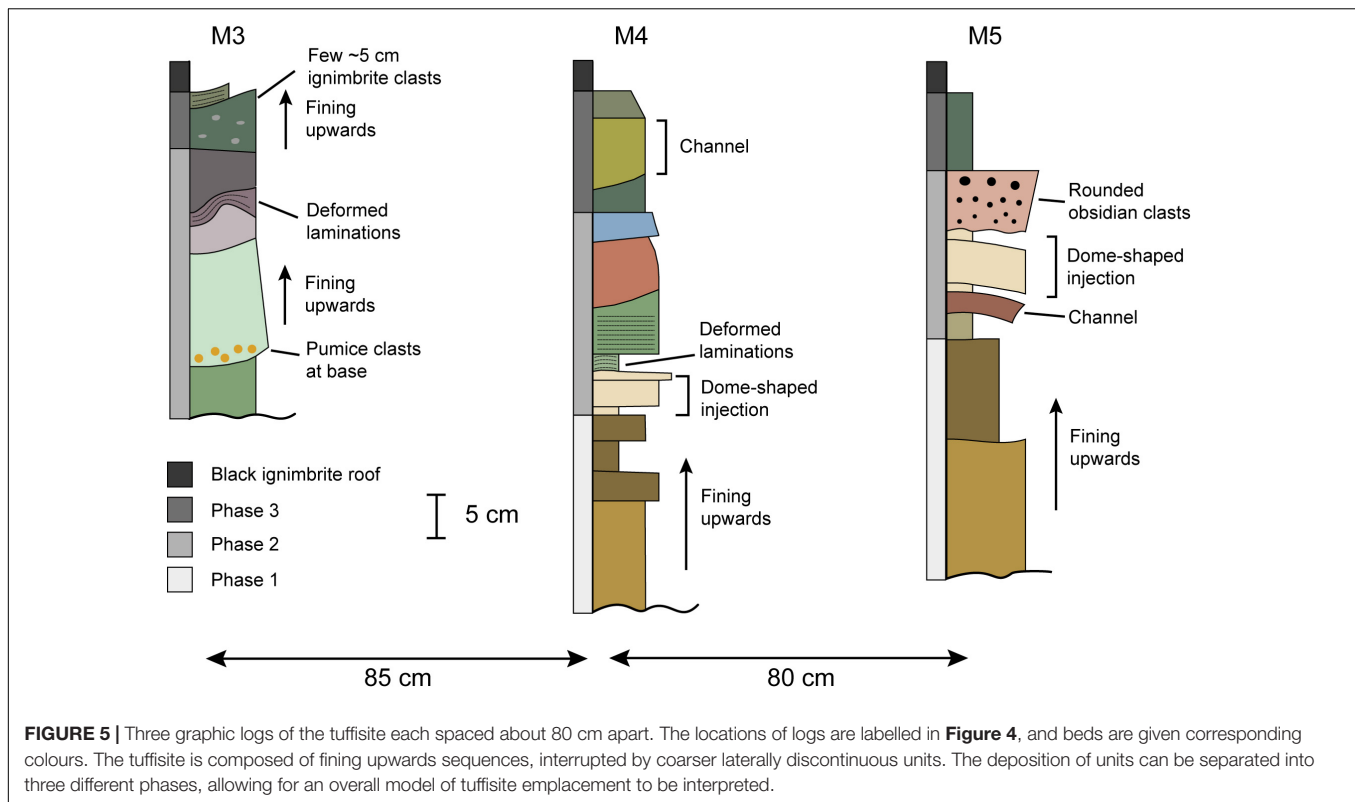 M3
M4
M5
Few ~5 cm
ignimbrite clasts
Fining
upwards
Deformed
laminations
Fining
upwards
Pumice clasts
at base
Channel
Deformed
laminations
Dome-shaped
injection
Fining
upwards
Rounded
obsidian clasts
Dome-shaped
injection
Channel
Fining
upwards
Black ignimbrite roof
Phase 3
Phase 2
Phase 1
5 cm
85 cm
80 cm
FIGURE 5 | Three graphic logs of the tuffisite each spaced about 80 cm apart. The locations of logs are labelled in Figure 4, and beds are given corresponding
colours. The tuffisite is composed of fining upwards sequences, interrupted by coarser laterally discontinuous units. The deposition of units can be separated into
three different phases, allowing for an overall model of tuffisite emplacement to be interpreted.